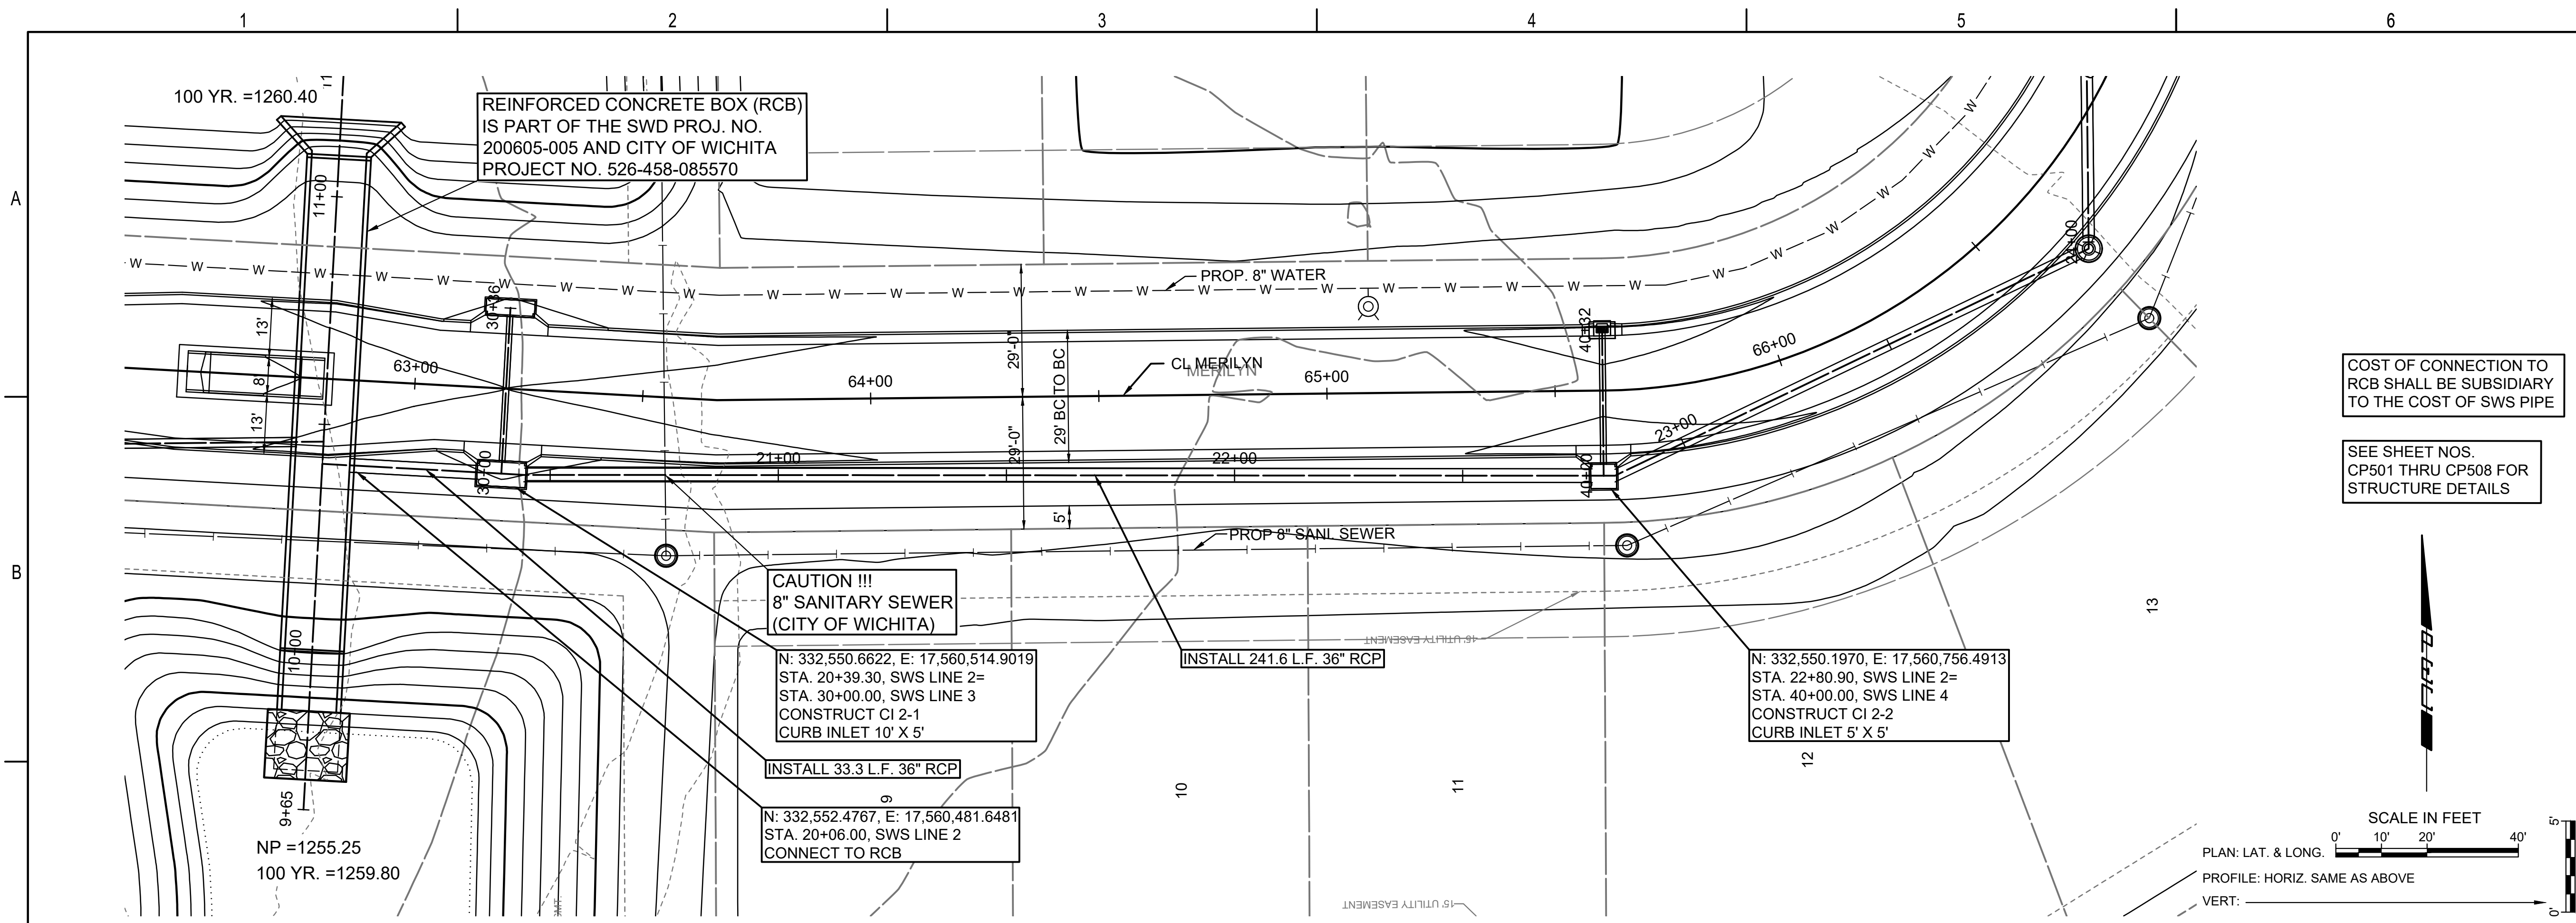 1
2
3
4
5
6
A
B
100 YR. =1260.40
11
REINFORCED CONCRETE BOX (RCB)
IS PART OF THE SWD PROJ. NO.
200605-005 AND CITY OF WICHITA
PROJECT NO. 526-458-085570
11+00
W W W W W W W W W W W W W W W W W W W W W W W W W W W W W W W
PROP. 8" WATER
30+36
40+32
24+00
13'
8'
13'
63+00
64+00
65+00
66+00
29'-0"
29'-0"
29' BC TO BC
CL MERILYN
MERILYN
COST OF CONNECTION TO
RCB SHALL BE SUBSIDIARY
TO THE COST OF SWS PIPE
SEE SHEET NOS.
CP501 THRU CP508 FOR
STRUCTURE DETAILS
30+00
21+00
22+00
23+00
40+00
5'
PROP 8" SANI. SEWER
CAUTION !!!
8" SANITARY SEWER
(CITY OF WICHITA)
10+00
N: 332,550.6622, E: 17,560,514.9019
STA. 20+39.30, SWS LINE 2=
STA. 30+00.00, SWS LINE 3
CONSTRUCT CI 2-1
CURB INLET 10' X 5'
INSTALL 241.6 L.F. 36" RCP
15' UTILITY EASEMENT
N: 332,550.1970, E: 17,560,756.4913
STA. 22+80.90, SWS LINE 2=
STA. 40+00.00, SWS LINE 4
CONSTRUCT CI 2-2
CURB INLET 5' X 5'
INSTALL 33.3 L.F. 36" RCP
N: 332,552.4767, E: 17,560,481.6481
STA. 20+06.00, SWS LINE 2
CONNECT TO RCB
9
10
11
12
13
9+65
NP =1255.25
100 YR. =1259.80
15' UTILITY EASEMENT
SCALE IN FEET
0' 10' 20' 40'
PLAN: LAT. & LONG.
PROFILE: HORIZ. SAME AS ABOVE
VERT:
5'
0'